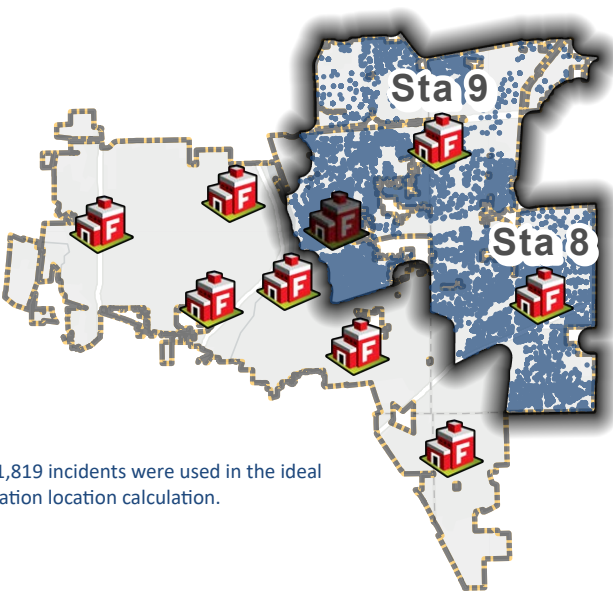 Sta 9
F
F
F
F
Sta 8
F
F
F
F
F
1,819 incidents were used in the ideal
ation location calculation.